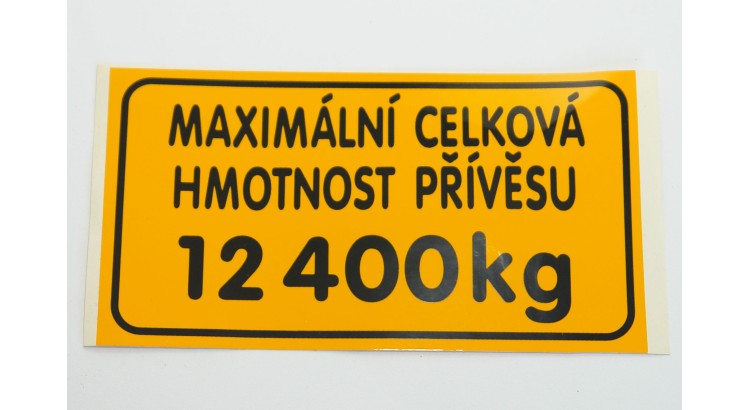 MAXIMÁLNÍ CELKOVÁ
HMOTNOST PŘÍVĚSU
12 400 kg